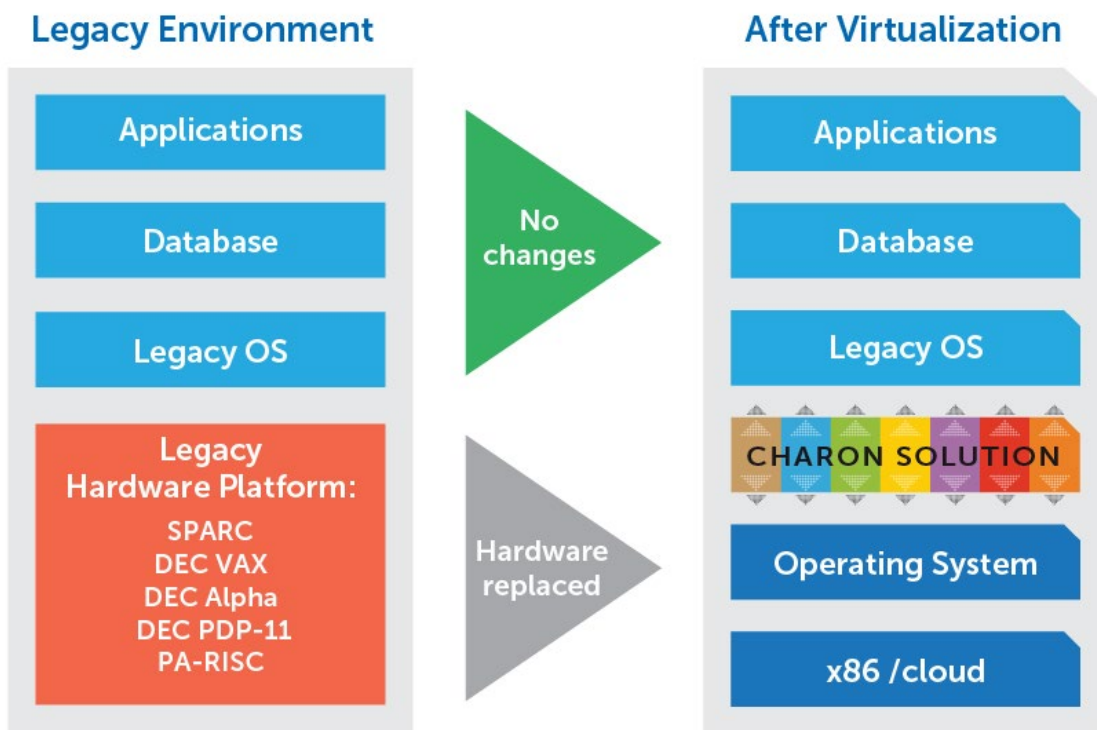 Legacy Environment
Applications
Database
Legacy OS
Legacy
Hardware Platform:
SPARC
DEC VAX
DEC Alpha
DEC PDP-11
PA-RISC
No
changes
Hardware
replaced
After Virtualization
Applications
Database
Legacy OS
CHARON SOLUTION
Operating System
x86 /cloud